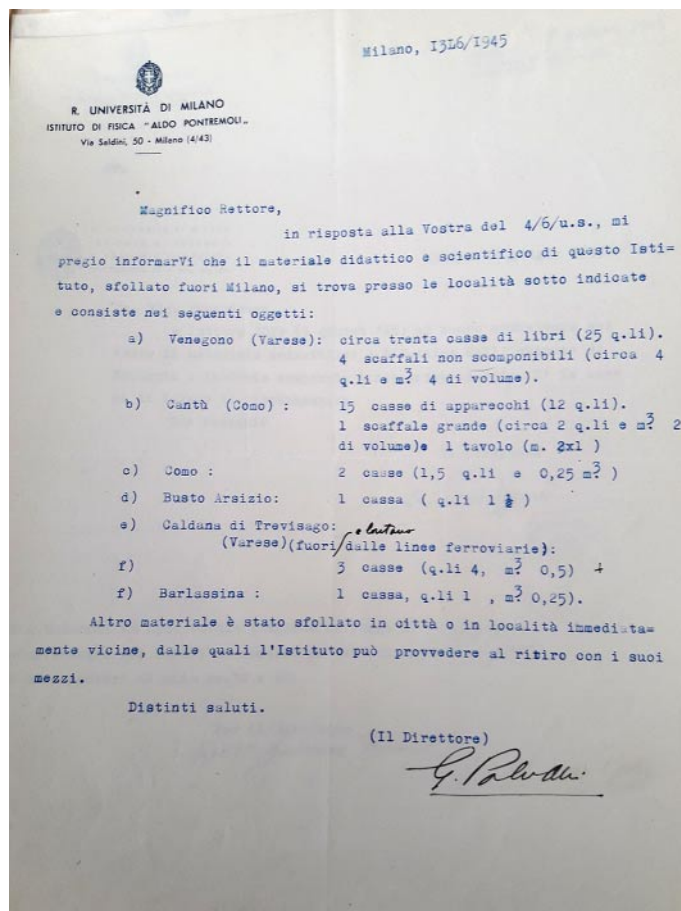 Milano, I3L6/I945
R. UNIVERSITÀ DI MILANO
ISTITUTO DI FISICA "ALDO PONTREMOLI„
Via Saldini, 50 - Milano (4/43)
Magnifico Rettore,
in risposta alla Vostra del 4/6/u.s., mi
pregio informarVi che il materiale didattico e scientifico di questo Isti=
tuto, sfollato fuori Milano, si trova presso le località sotto indicate
e consiste nei seguenti oggetti:
a) Venegono (Varese): circa trenta casse di libri (25 q.li).
4 scaffali non scomponibili (circa 4
q.li e m³ 4 di volume).
b) Cantù (Como) : 15 casse di apparecchi (12 q.li).
1 scaffale grande (circa 2 q.li e m³ 2
di volume)e 1 tavolo (m. 2x1 )
c) Como : 2 casse (1,5 q.li e 0,25 m³ )
d) Busto Arsizio: 1 cassa ( q.li 1 ½ )
e) Caldana di Trevisago:
e lontano
(Varese)(fuori/dalle linee ferroviarie):
f) 3 casse (q.li 4, m³ 0,5) +
f) Barlassina : 1 cassa, q.li 1 , m³ 0,25).
Altro materiale è stato sfollato in città o in località immediata=
mente vicine, dalle quali l'Istituto può provvedere al ritiro con i suoi
mezzi.
Distinti saluti.
(Il Direttore)
G. Polvani